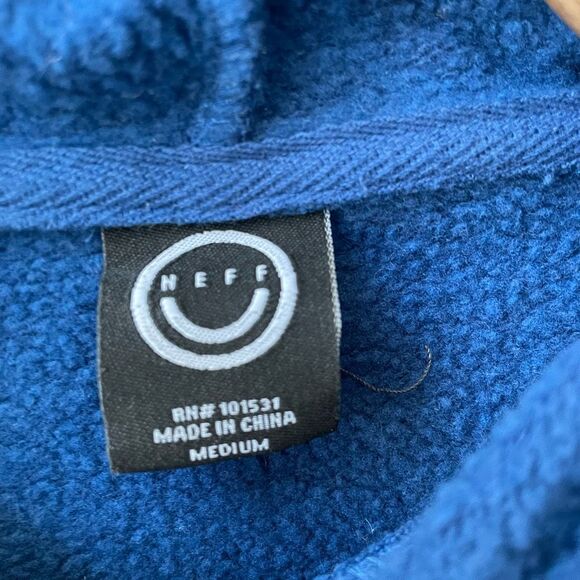 NEFF
RN# 101531
MADE IN CHINA
MEDIUM